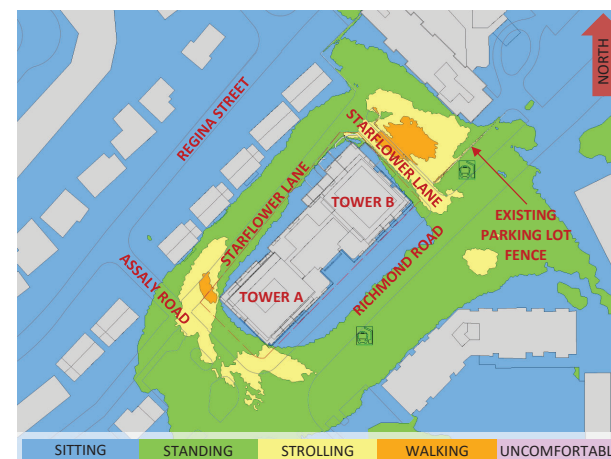 NORTH
REGINA STREET
STARFLOWER LANE
STARFLOWER LANE
TOWER B
EXISTING
PARKING LOT
FENCE
ASSALY ROAD
RICHMOND ROAD
TOWER A
SITTING STANDING STROLLING WALKING UNCOMFORTABL